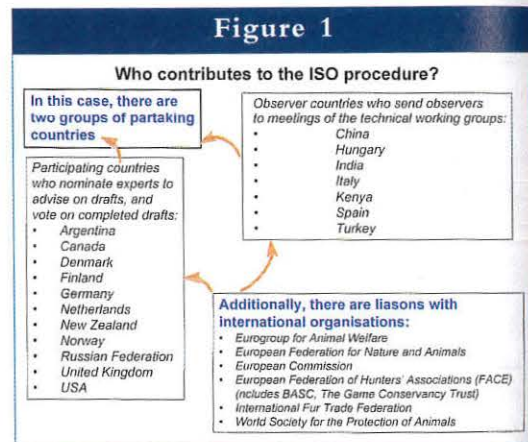 Figure 1
Who contributes to the ISO procedure?
In this case, there are
two groups of partaking
countries
Observer countries who send observers
to meetings of the technical working groups:
• China
• Hungary
• India
• Italy
• Kenya
• Spain
• Turkey
Participating countries
who nominate experts to
advise on drafts, and
vote on completed drafts:
• Argentina
• Canada
• Denmark
• Finland
• Germany
• Netherlands
• New Zealand
• Norway
• Russian Federation
• United Kingdom
• USA
Additionally, there are liasons with
international organisations:
• Eurogroup for Animal Welfare
• European Federation for Nature and Animals
• European Commission
• European Federation of Hunters' Associations (FACE)
(ncludes BASC, The Game Conservancy Trust)
• International Fur Trade Federation
• World Society for the Protection of Animals